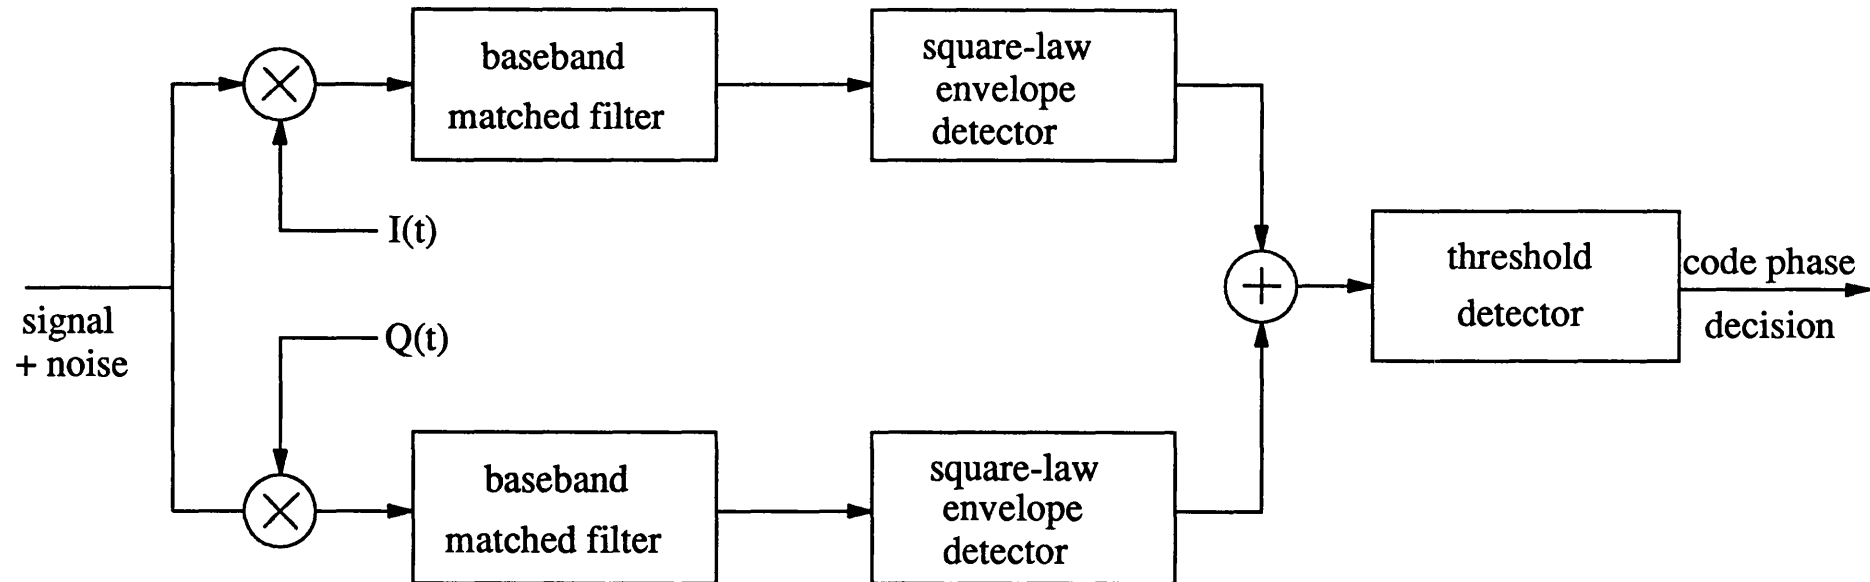 baseband
matched filter
square-law
envelope
detector
I(t)
signal
+ noise
Q(t)
threshold
detector
code phase
decision
baseband
matched filter
square-law
envelope
detector